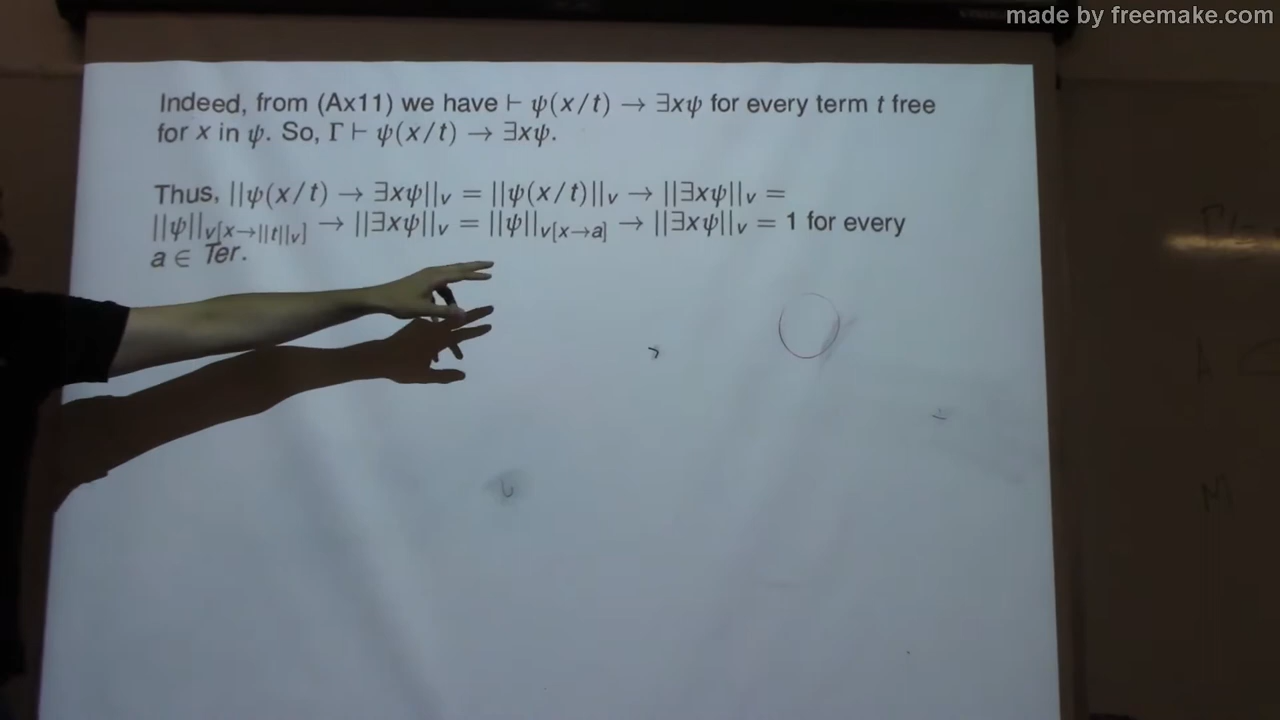 made by freemake.com
Indeed, from (Ax11) we have ⊢ ψ(x/t) → ∃xψ for every term t free
for x in ψ. So, Γ ⊢ ψ(x/t) → ∃xψ.
Thus, ||ψ(x/t) → ∃xψ||ᵥ = ||ψ(x/t)||ᵥ → ||∃xψ||ᵥ =
||ψ||ᵥ[x→||t||ᵥ] → ||∃xψ||ᵥ = ||ψ||ᵥ[x→a] → ||∃xψ||ᵥ = 1 for every
a ∈ Ter.